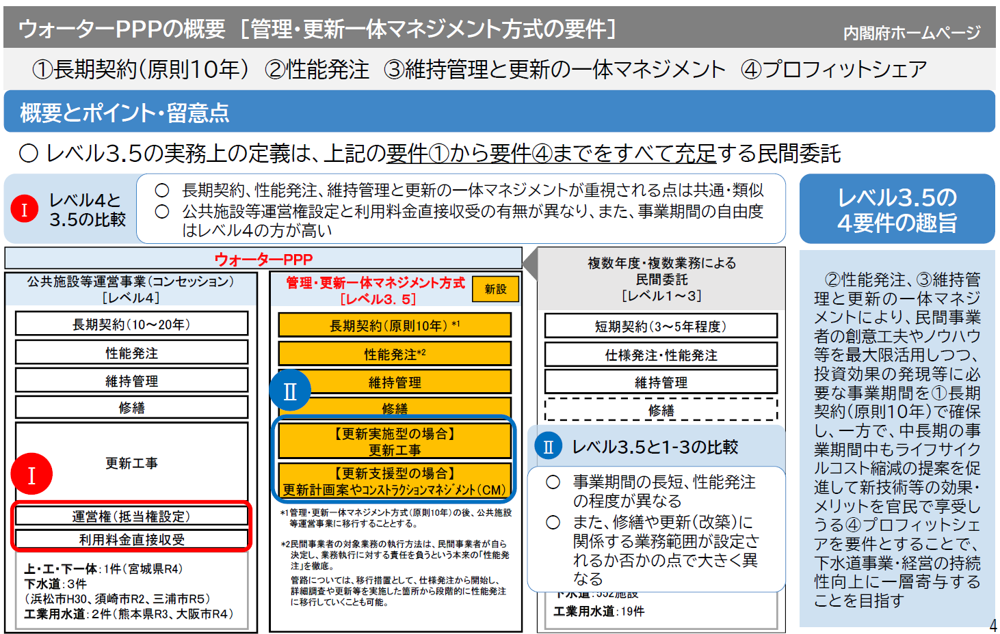 ウォーターPPPの概要 ［管理・更新一体マネジメント方式の要件］
内閣府ホームページ
①長期契約（原則10年） ②性能発注 ③維持管理と更新の一体マネジメント ④プロフィットシェア
概要とポイント・留意点
○ レベル3.5の実務上の定義は、上記の要件①から要件④までをすべて充足する民間委託
Ⅰ
レベル4と
3.5の比較
○ 長期契約、性能発注、維持管理と更新の一体マネジメントが重視される点は共通・類似
○ 公共施設等運営権設定と利用料金直接収受の有無が異なり、また、事業期間の自由度
はレベル4の方が高い
レベル3.5の
4要件の趣旨
ウォーターPPP
公共施設等運営事業（コンセッション）
［レベル4］
長期契約（10～20年）
性能発注
維持管理
修繕
更新工事
Ⅰ
運営権（抵当権設定）
利用料金直接収受
上・工・下一体：1件（宮城県R4）
下水道：3件
（浜松市H30、須崎市R2、三浦市R5）
工業用水道：2件（熊本県R3、大阪市R4）
管理・更新一体マネジメント方式
［レベル3．5］
新設
長期契約（原則10年）*1
性能発注*2
維持管理
Ⅱ
修繕
【更新実施型の場合】
更新工事
【更新支援型の場合】
更新計画案やコンストラクションマネジメント（CM）
*1管理・更新一体マネジメント方式（原則10年）の後、公共施設
等運営事業に移行することとする。
*2民間事業者の対象業務の執行方法は、民間事業者が自ら
決定し、業務執行に対する責任を負うという本来の「性能発
注」を徹底。
管路については、移行措置として、仕様発注から開始し、
詳細調査や更新等を実施した箇所から段階的に性能発注
に移行していくことも可能。
複数年度・複数業務による
民間委託
［レベル1～3］
短期契約（3～5年程度）
仕様発注・性能発注
維持管理
修繕
Ⅱ
レベル3.5と1-3の比較
○ 事業期間の長短、性能発注
の程度が異なる
○ また、修繕や更新（改築）に
関係する業務範囲が設定さ
れるか否かの点で大きく異
なる
下水道：552施設
工業用水道：19件
②性能発注、③維持管
理と更新の一体マネジ
メントにより、民間事業
者の創意工夫やノウハウ
等を最大限活用しつつ、
投資効果の発現等に必
要な事業期間を①長期
契約（原則10年）で確保
し、一方で、中長期の事
業期間中もライフサイク
ルコスト縮減の提案を促
進して新技術等の効果・
メリットを官民で享受し
うる④プロフィットシェ
アを要件とすることで、
下水道事業・経営の持続
性向上に一層寄与する
ことを目指す
4